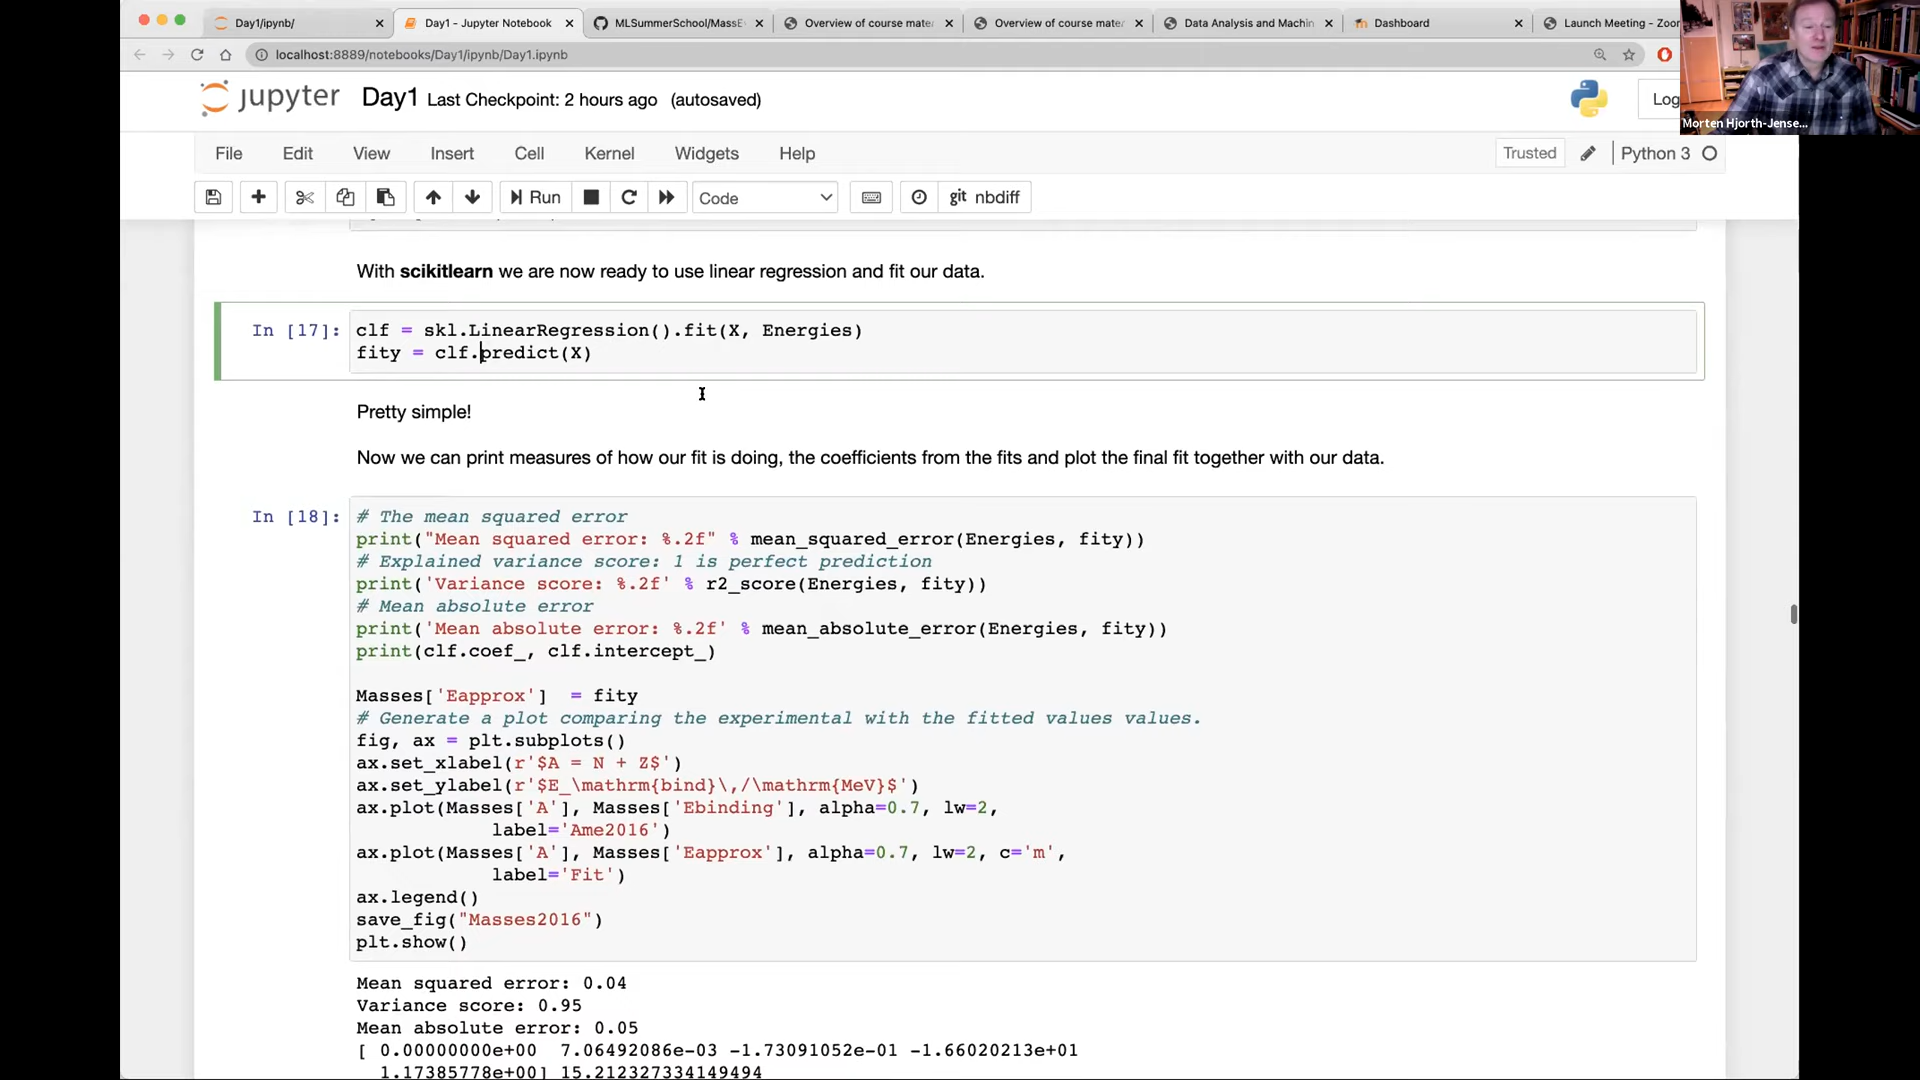 Day1/ipynb/
Day1 - Jupyter Notebook
MLSummerSchool/MassE
Overview of course mate
Overview of course mate
Data Analysis and Machin
Dashboard
Launch Meeting - Zoo
localhost:8889/notebooks/Day1/ipynb/Day1.ipynb
jupyter Day1 Last Checkpoint: 2 hours ago (autosaved)
Log
Morten Hjorth-Jense...
File Edit View Insert Cell Kernel Widgets Help
Trusted Python 3
Run Code git nbdiff
With scikitlearn we are now ready to use linear regression and fit our data.
In [17]: clf = skl.LinearRegression().fit(X, Energies)
fity = clf.predict(X)
Pretty simple!
Now we can print measures of how our fit is doing, the coefficients from the fits and plot the final fit together with our data.
In [18]: # The mean squared error
print("Mean squared error: %.2f" % mean_squared_error(Energies, fity))
# Explained variance score: 1 is perfect prediction
print('Variance score: %.2f' % r2_score(Energies, fity))
# Mean absolute error
print('Mean absolute error: %.2f' % mean_absolute_error(Energies, fity))
print(clf.coef_, clf.intercept_)
Masses['Eapprox']  = fity
# Generate a plot comparing the experimental with the fitted values values.
fig, ax = plt.subplots()
ax.set_xlabel(r'$A = N + Z$')
ax.set_ylabel(r'$E_\mathrm{bind}\,/\mathrm{MeV}$')
ax.plot(Masses['A'], Masses['Ebinding'], alpha=0.7, lw=2,
label='Ame2016')
ax.plot(Masses['A'], Masses['Eapprox'], alpha=0.7, lw=2, c='m',
label='Fit')
ax.legend()
save_fig("Masses2016")
plt.show()
Mean squared error: 0.04
Variance score: 0.95
Mean absolute error: 0.05
[ 0.00000000e+00  7.06492086e-03 -1.73091052e-01 -1.66020213e+01
1.17385778e+00] 15.212327334149494